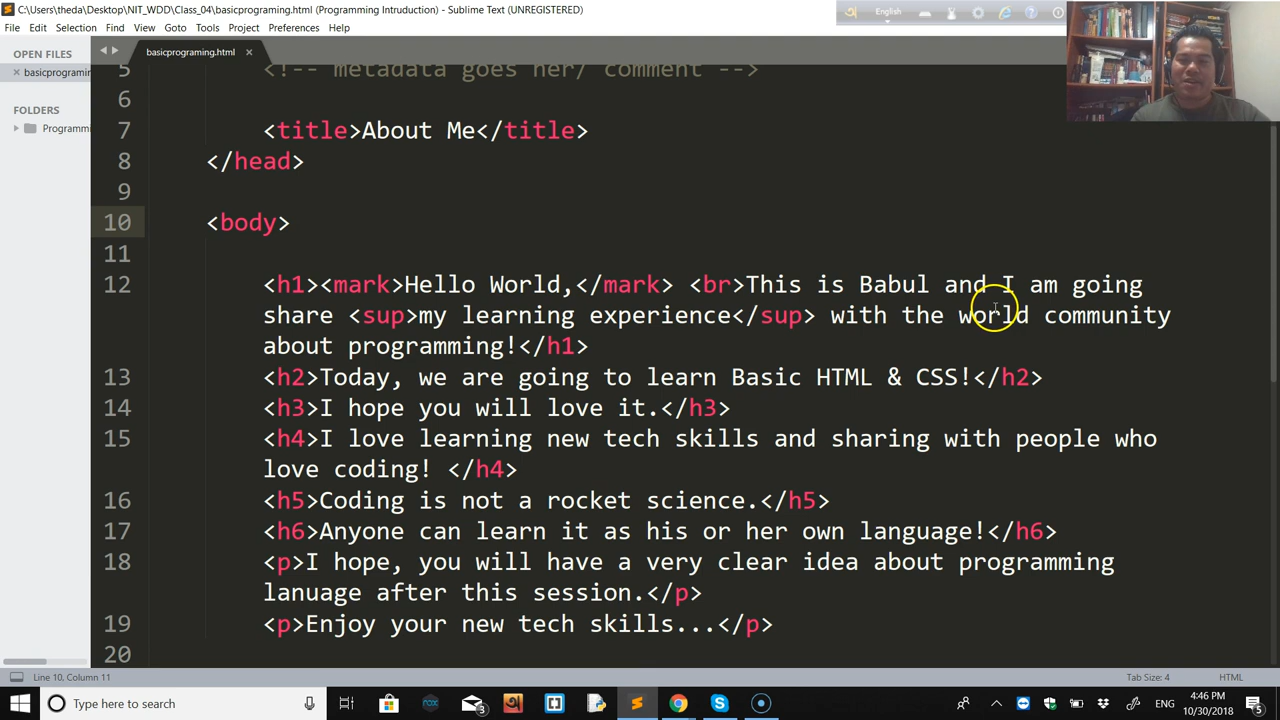 C:\Users\theda\Desktop\NIT_WDD\Class_04\basicprograming.html (Programming Intruduction) - Sublime Text (UNREGISTERED)
English
File Edit Selection Find View Goto Tools Project Preferences Help
OPEN FILES
basicprograming.html
basicprogramin
FOLDERS
Programmi
5 <!-- metadata goes her/ comment -->
6
7 <title>About Me</title>
8 </head>
9
10 <body>
11
12 <h1><mark>Hello World,</mark> <br>This is Babul and I am going
share <sup>my learning experience</sup> with the world community
about programming!</h1>
13 <h2>Today, we are going to learn Basic HTML & CSS!</h2>
14 <h3>I hope you will love it.</h3>
15 <h4>I love learning new tech skills and sharing with people who
love coding! </h4>
16 <h5>Coding is not a rocket science.</h5>
17 <h6>Anyone can learn it as his or her own language!</h6>
18 <p>I hope, you will have a very clear idea about programming
lanuage after this session.</p>
19 <p>Enjoy your new tech skills...</p>
20
Line 10, Column 11
Tab Size: 4
HTML
Type here to search
3
ENG
4:46 PM
10/30/2018
5